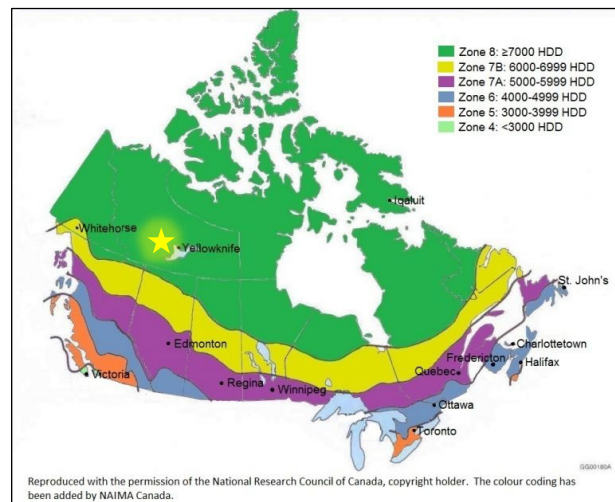 Zone 8: ≥7000 HDD
Zone 7B: 6000-6999 HDD
Zone 7A: 5000-5999 HDD
Zone 6: 4000-4999 HDD
Zone 5: 3000-3999 HDD
Zone 4: <3000 HDD
Iqaluit
Whitehorse
Yellowknife
St. John's
Edmonton
Charlottetown
Fredericton
Halifax
Victoria
Regina
Winnipeg
Quebec
Ottawa
Toronto
GG00180A
Reproduced with the permission of the National Research Council of Canada, copyright holder. The colour coding has
been added by NAIMA Canada.